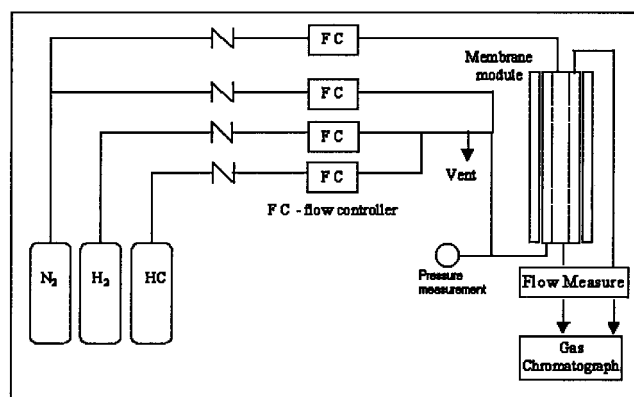 F C
Membrane
module
F C
F C
Vent
F C
F C - flow controller
N₂
H₂
HC
Pressure
measurement
Flow Measure
Gas
Chromatograph